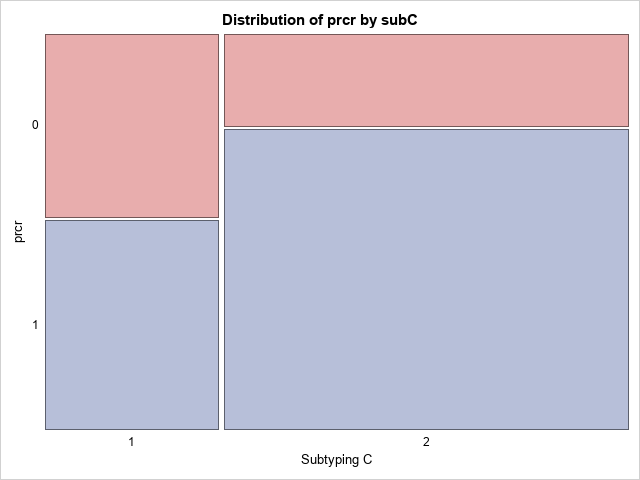 Distribution of prcr by subC
0
prcr
1
1 2
Subtyping C